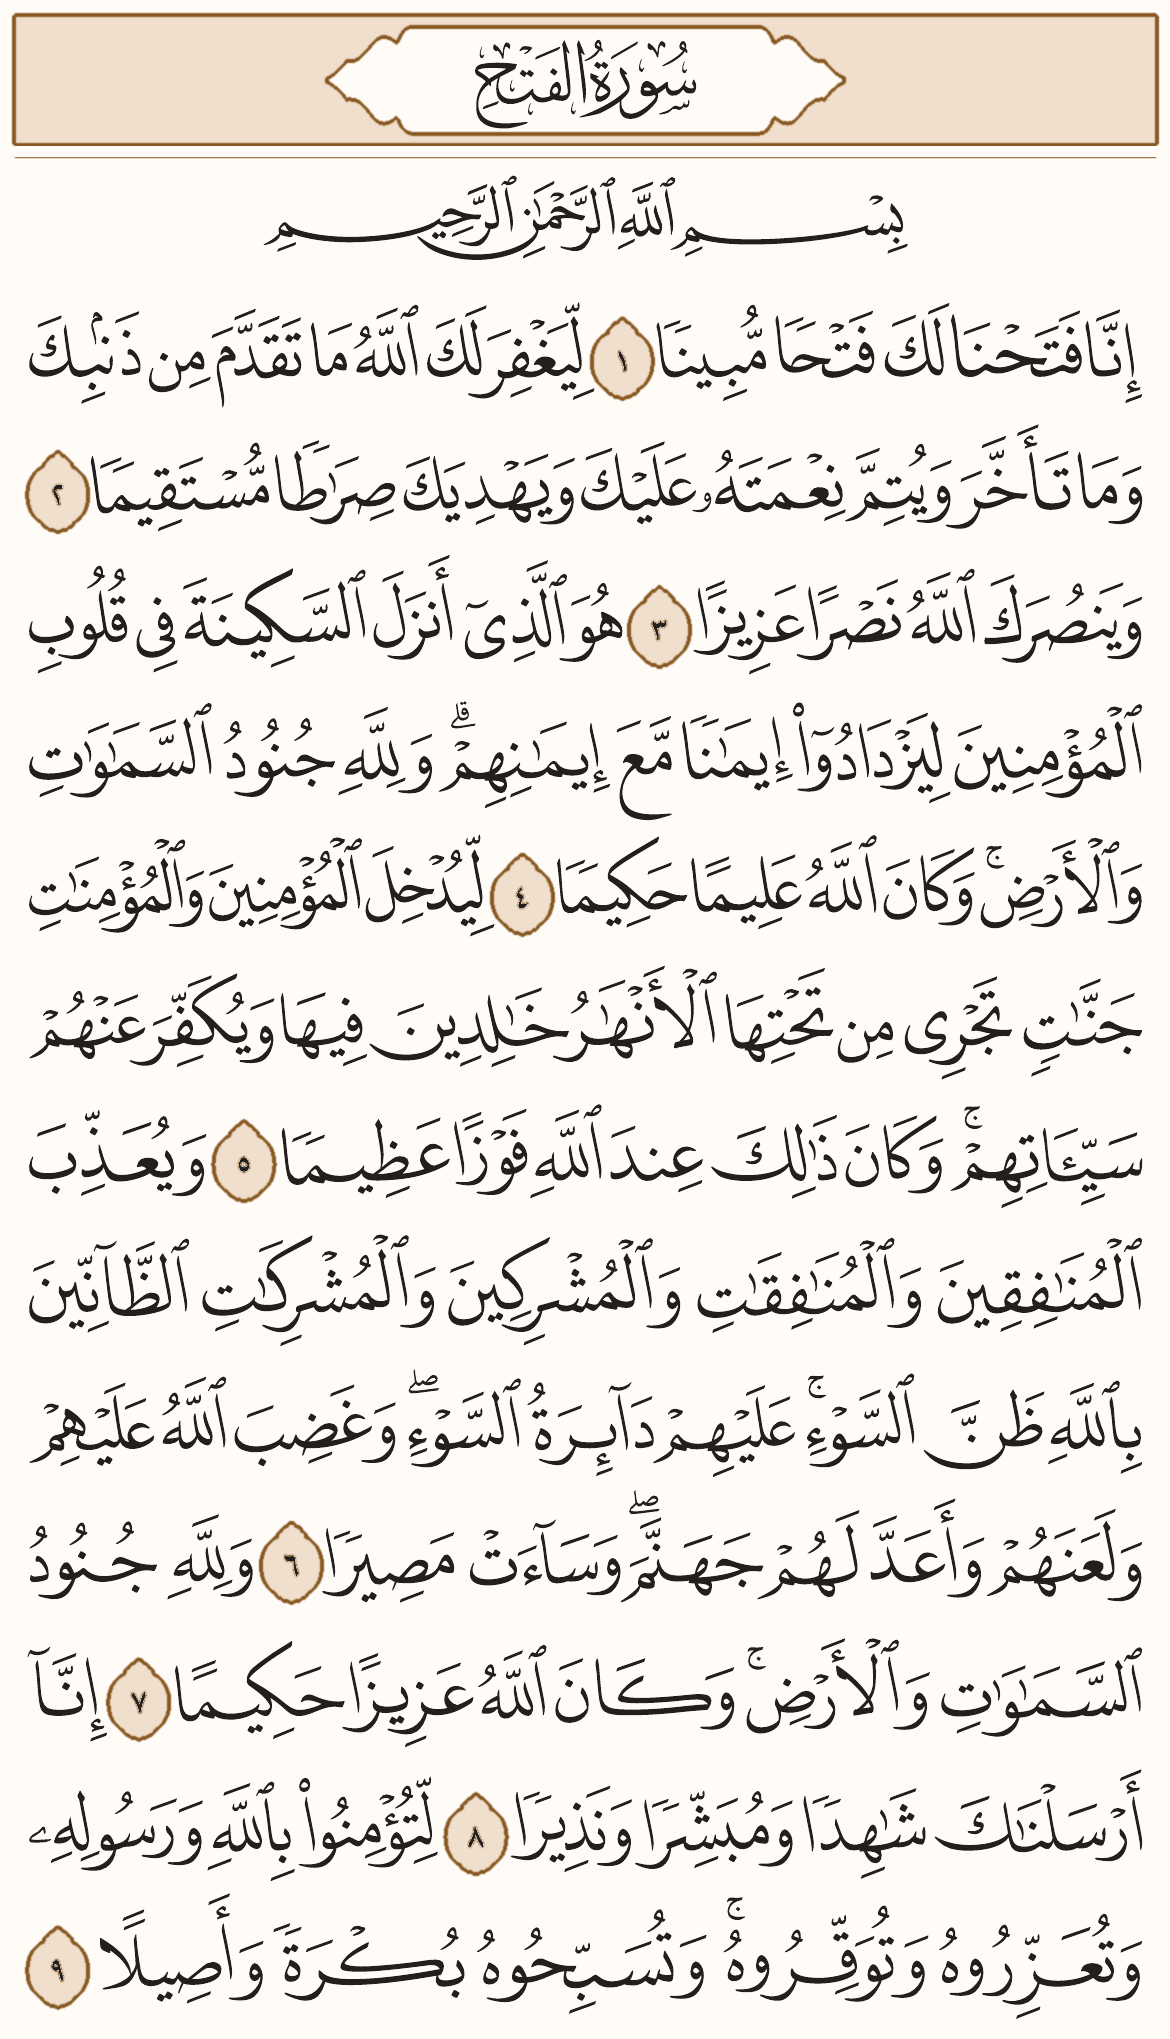 سُورَةُ الفَتْحِ
بِسْمِ ٱللَّهِ ٱلرَّحْمَٰنِ ٱلرَّحِيمِ
إِنَّا فَتَحْنَا لَكَ فَتْحًا مُّبِينًا ١ لِّيَغْفِرَ لَكَ ٱللَّهُ مَا تَقَدَّمَ مِن ذَنۢبِكَ
وَمَا تَأَخَّرَ وَيُتِمَّ نِعْمَتَهُۥ عَلَيْكَ وَيَهْدِيَكَ صِرَٰطًا مُّسْتَقِيمًا ٢
وَيَنصُرَكَ ٱللَّهُ نَصْرًا عَزِيزًا ٣ هُوَ ٱلَّذِىٓ أَنزَلَ ٱلسَّكِينَةَ فِى قُلُوبِ
ٱلْمُؤْمِنِينَ لِيَزْدَادُوٓا۟ إِيمَٰنًا مَّعَ إِيمَٰنِهِمْ ۗ وَلِلَّهِ جُنُودُ ٱلسَّمَٰوَٰتِ
وَٱلْأَرْضِ ۚ وَكَانَ ٱللَّهُ عَلِيمًا حَكِيمًا ٤ لِّيُدْخِلَ ٱلْمُؤْمِنِينَ وَٱلْمُؤْمِنَٰتِ
جَنَّٰتٍ تَجْرِى مِن تَحْتِهَا ٱلْأَنْهَٰرُ خَٰلِدِينَ فِيهَا وَيُكَفِّرَ عَنْهُمْ
سَيِّـَٔاتِهِمْ ۚ وَكَانَ ذَٰلِكَ عِندَ ٱللَّهِ فَوْزًا عَظِيمًا ٥ وَيُعَذِّبَ
ٱلْمُنَٰفِقِينَ وَٱلْمُنَٰفِقَٰتِ وَٱلْمُشْرِكِينَ وَٱلْمُشْرِكَٰتِ ٱلظَّآنِّينَ
بِٱللَّهِ ظَنَّ ٱلسَّوْءِ ۚ عَلَيْهِمْ دَآئِرَةُ ٱلسَّوْءِ ۖ وَغَضِبَ ٱللَّهُ عَلَيْهِمْ
وَلَعَنَهُمْ وَأَعَدَّ لَهُمْ جَهَنَّمَ ۖ وَسَآءَتْ مَصِيرًا ٦ وَلِلَّهِ جُنُودُ
ٱلسَّمَٰوَٰتِ وَٱلْأَرْضِ ۚ وَكَانَ ٱللَّهُ عَزِيزًا حَكِيمًا ٧ إِنَّآ
أَرْسَلْنَٰكَ شَٰهِدًا وَمُبَشِّرًا وَنَذِيرًا ٨ لِّتُؤْمِنُوا۟ بِٱللَّهِ وَرَسُولِهِۦ
وَتُعَزِّرُوهُ وَتُوَقِّرُوهُ ۚ وَتُسَبِّحُوهُ بُكْرَةً وَأَصِيلًا ٩